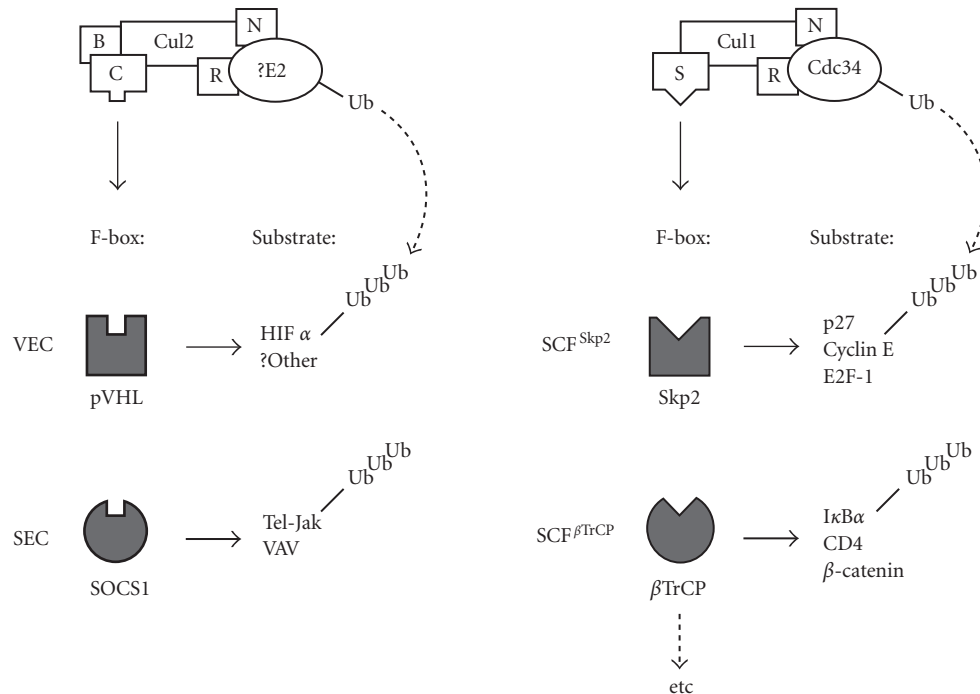 B
Cul2
N
C
R
?E2
Ub
F-box:
Substrate:
Ub
Ub
Ub
VEC
pVHL
HIF α
?Other
Ub
Ub
Ub
SEC
SOCS1
Tel-Jak
VAV
Cul1
N
S
R
Cdc34
Ub
F-box:
Substrate:
Ub
Ub
Ub
SCF Skp2
Skp2
p27
Cyclin E
E2F-1
Ub
Ub
Ub
SCF βTrCP
βTrCP
IκBα
CD4
β-catenin
etc